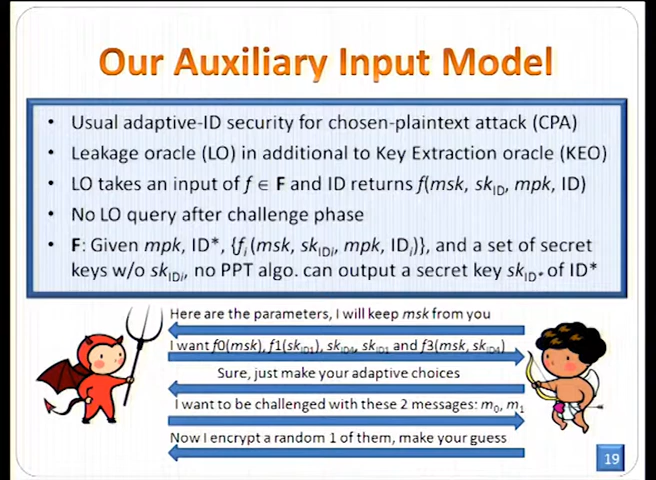 Our Auxiliary Input Model
• Usual adaptive-ID security for chosen-plaintext attack (CPA)
• Leakage oracle (LO) in additional to Key Extraction oracle (KEO)
• LO takes an input of f ∈ F and ID returns f(msk, skID, mpk, ID)
• No LO query after challenge phase
• F: Given mpk, ID*, {fi(msk, skIDi, mpk, IDi)}, and a set of secret
keys w/o skIDi, no PPT algo. can output a secret key skID* of ID*
Here are the parameters, I will keep msk from you
I want f0(msk), f1(skID1), skID4, skID1 and f3(msk, skID4)
Sure, just make your adaptive choices
I want to be challenged with these 2 messages: m0, m1
Now I encrypt a random 1 of them, make your guess
19